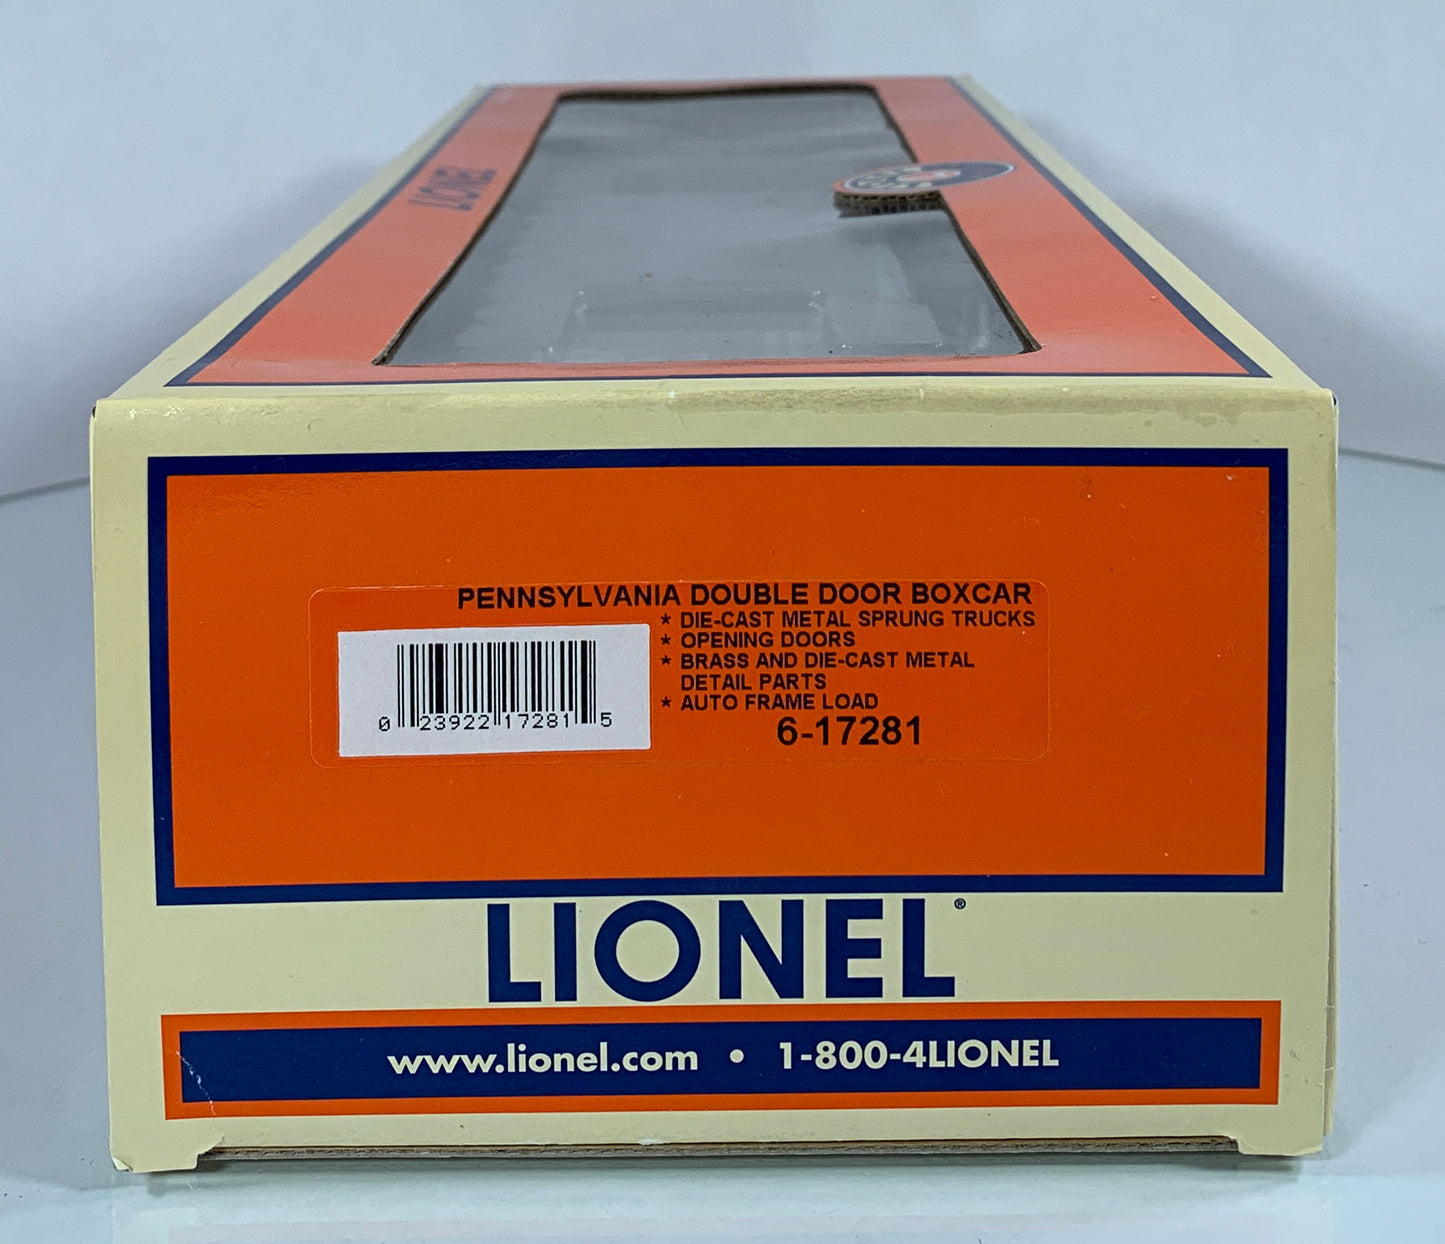 LIONEL
PENNSYLVANIA DOUBLE DOOR BOXCAR
* DIE-CAST METAL SPRUNG TRUCKS
* OPENING DOORS
* BRASS AND DIE-CAST METAL
DETAIL PARTS
* AUTO FRAME LOAD
6-17281
0 23922 17281 5
LIONEL®
www.lionel.com • 1-800-4LIONEL